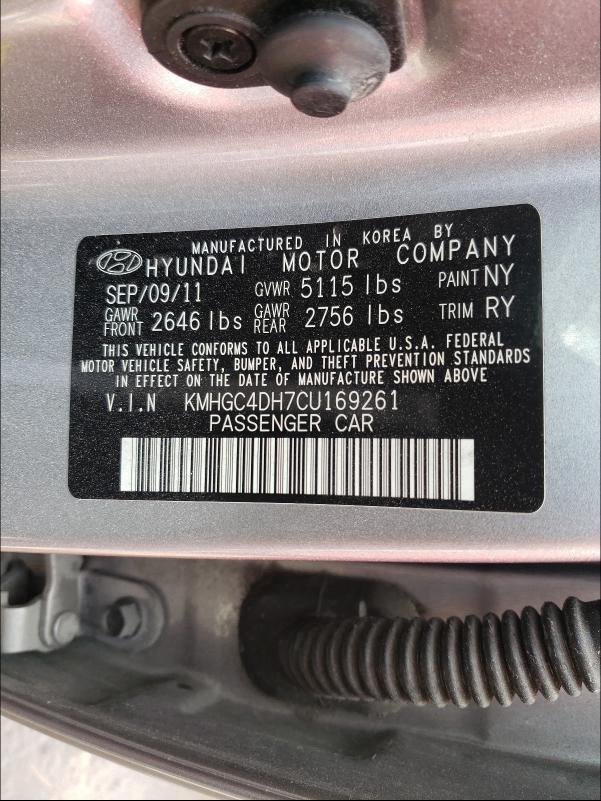 MANUFACTURED IN KOREA BY
HYUNDAI MOTOR COMPANY
SEP/09/11 GVWR 5115 lbs PAINT NY
GAWR FRONT 2646 lbs GAWR REAR 2756 lbs TRIM RY
THIS VEHICLE CONFORMS TO ALL APPLICABLE U.S.A. FEDERAL
MOTOR VEHICLE SAFETY, BUMPER, AND THEFT PREVENTION STANDARDS
IN EFFECT ON THE DATE OF MANUFACTURE SHOWN ABOVE
V.I.N KMHGC4DH7CU169261
PASSENGER CAR